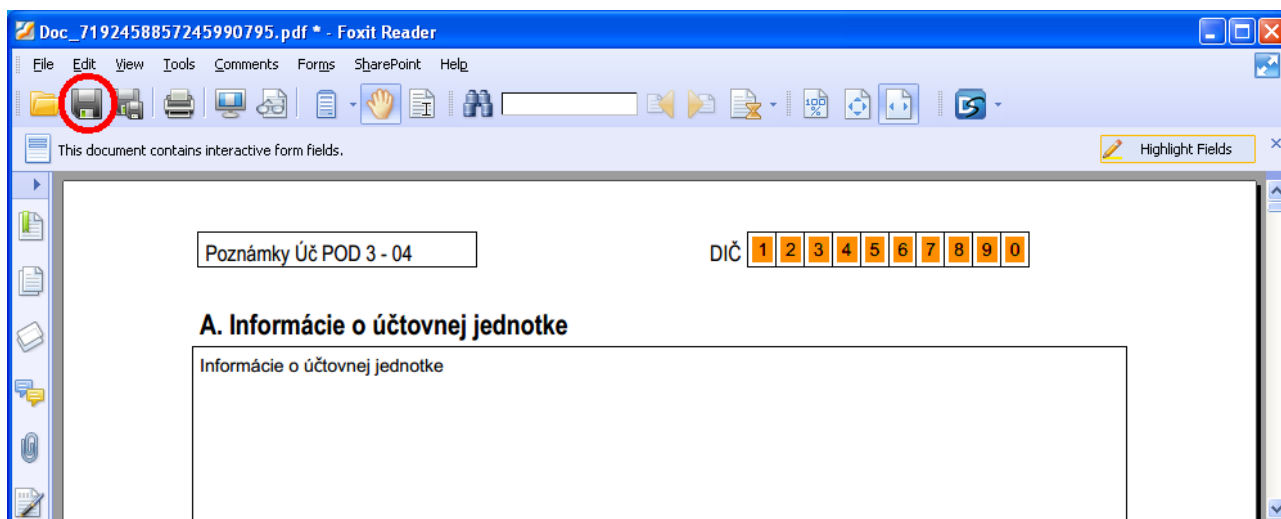 Doc_7192458857245990795.pdf * - Foxit Reader
File Edit View Tools Comments Forms SharePoint Help
100 %
This document contains interactive form fields.
Highlight Fields
Poznámky Úč POD 3 - 04
DIČ 1 2 3 4 5 6 7 8 9 0
A. Informácie o účtovnej jednotke
Informácie o účtovnej jednotke